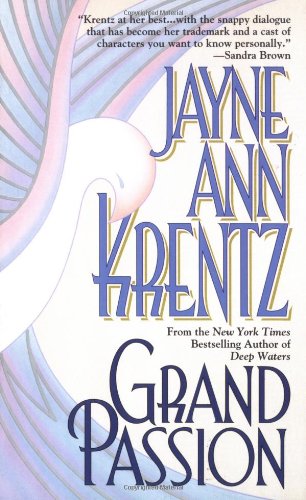 “Krentz at her best...with the snappy dialogue
that has become her trademark and a cast of
characters you want to know personally.”
—Sandra Brown
JAYNE
ANN
KRENTZ
From the New York Times
Bestselling Author of
Deep Waters
GRAND
PASSION
Copyrighted Material